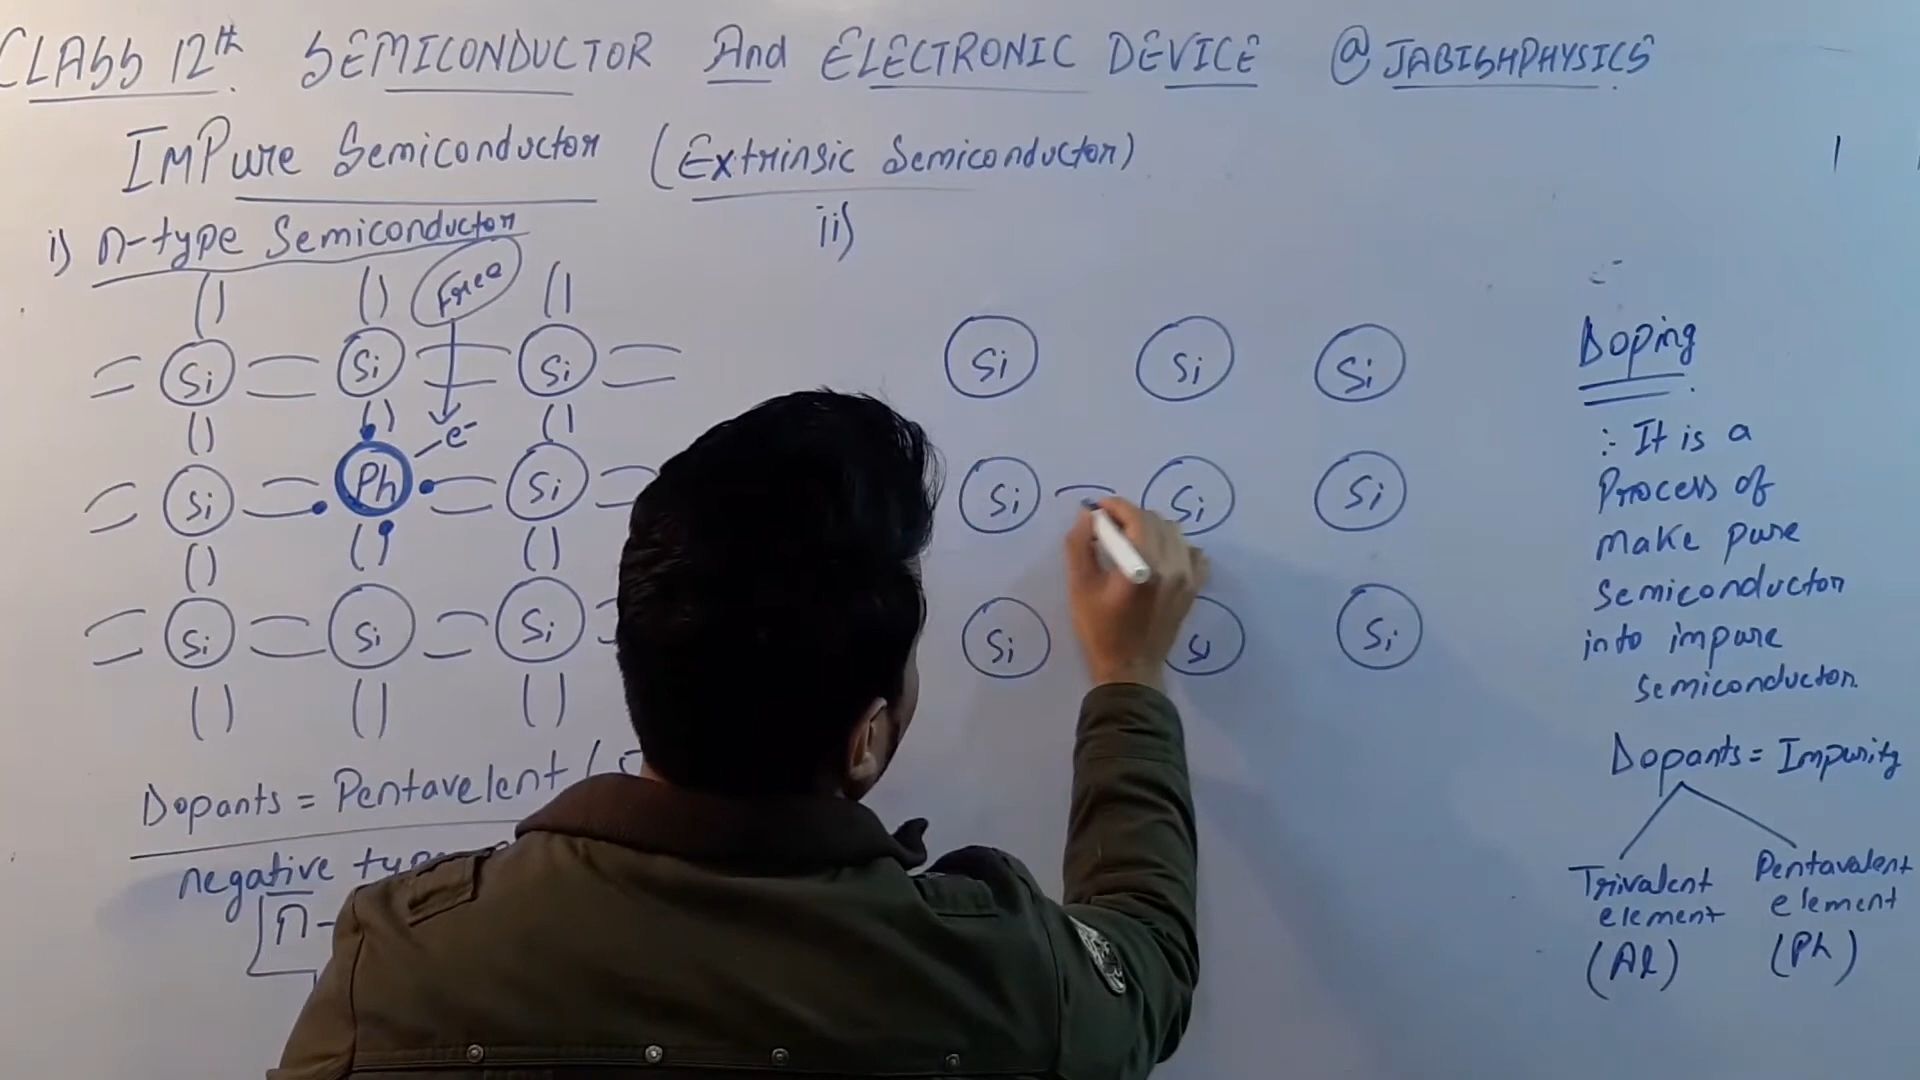 CLASS 12th. SEMICONDUCTOR And ELECTRONIC DEVICE @JABISHPHYSICS
ImPure Semiconductor (Extrinsic Semiconductor)
i) n-type Semiconductor
ii)
Free
Si Si Si
e-
Si Ph Si
Si Si Si
Dopants = Pentavelent (
negative type
n-
Si Si Si
Si Si Si
Si Si Si
Doping
: It is a
Process of
make pure
Semiconductor
into impure
Semiconductor.
Dopants = Impurity
Trivalent element (Al)
Pentavalent element (Ph)